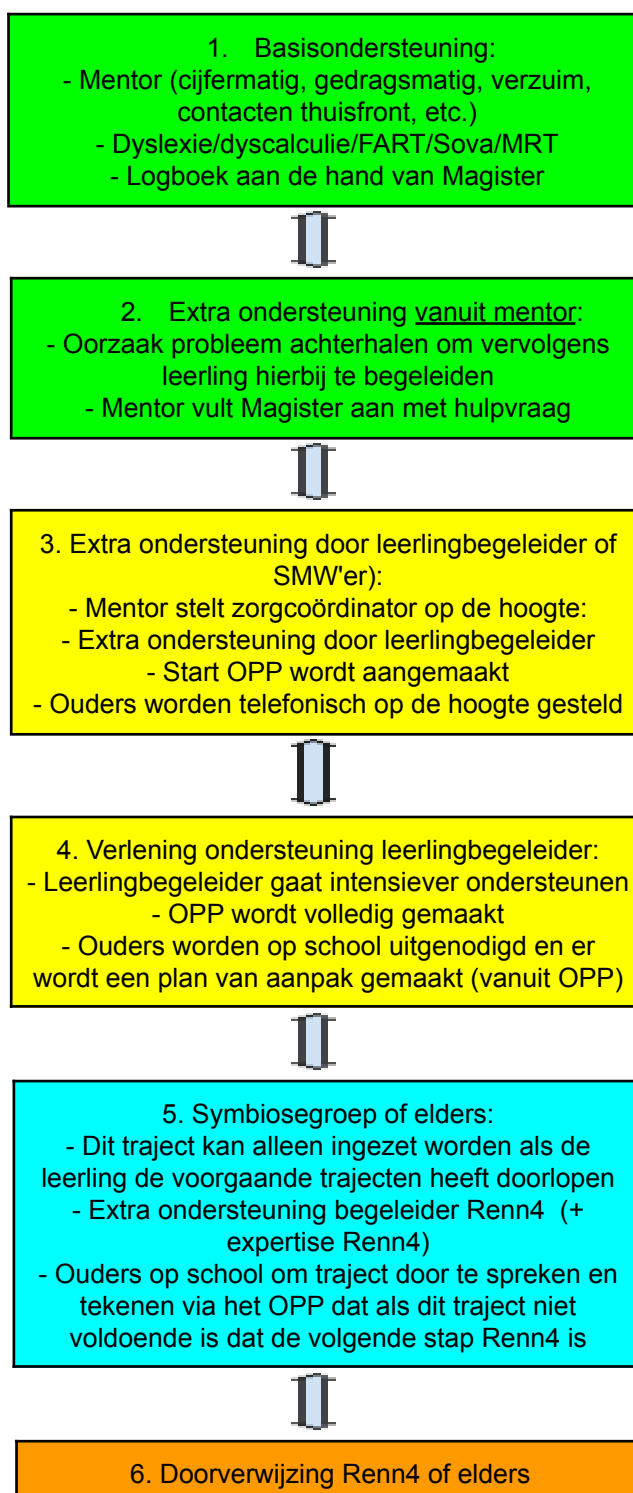 1. Basisondersteuning:
- Mentor (cijfermatig, gedragsmatig, verzuim,
contacten thuisfront, etc.)
- Dyslexie/dyscalculie/FART/Sova/MRT
- Logboek aan de hand van Magister
2. Extra ondersteuning vanuit mentor:
- Oorzaak probleem achterhalen om vervolgens
leerling hierbij te begeleiden
- Mentor vult Magister aan met hulpvraag
3. Extra ondersteuning door leerlingbegeleider of
SMW'er):
- Mentor stelt zorgcoördinator op de hoogte:
- Extra ondersteuning door leerlingbegeleider
- Start OPP wordt aangemaakt
- Ouders worden telefonisch op de hoogte gesteld
4. Verlening ondersteuning leerlingbegeleider:
- Leerlingbegeleider gaat intensiever ondersteunen
- OPP wordt volledig gemaakt
- Ouders worden op school uitgenodigd en er
wordt een plan van aanpak gemaakt (vanuit OPP)
5. Symbiosegroep of elders:
- Dit traject kan alleen ingezet worden als de
leerling de voorgaande trajecten heeft doorlopen
- Extra ondersteuning begeleider Renn4 (+
expertise Renn4)
- Ouders op school om traject door te spreken en
tekenen via het OPP dat als dit traject niet
voldoende is dat de volgende stap Renn4 is
6. Doorverwijzing Renn4 of elders